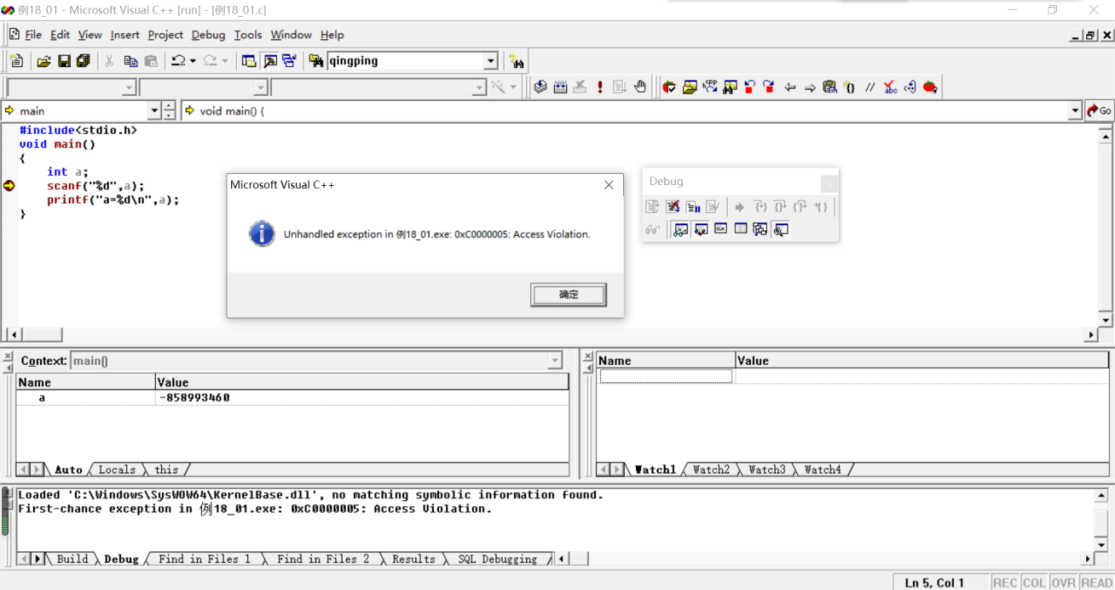 例18_01 - Microsoft Visual C++ [run] - [例18_01.c]
File Edit View Insert Project Debug Tools Window Help
qingping
main
void main() {
Go
#include<stdio.h>
void main()
{
int a;
scanf("%d",a);
printf("a=%d\n",a);
}
Microsoft Visual C++
Unhandled exception in 例18_01.exe: 0xC0000005: Access Violation.
确定
Debug
Context: main()
Name Value
a -858993460
Auto Locals this
Name Value
Watch1 Watch2 Watch3 Watch4
Loaded 'C:\Windows\SysWOW64\KernelBase.dll', no matching symbolic information found.
First-chance exception in 例18_01.exe: 0xC0000005: Access Violation.
Build Debug Find in Files 1 Find in Files 2 Results SQL Debugging
Ln 5, Col 1 REC COL OVR READ